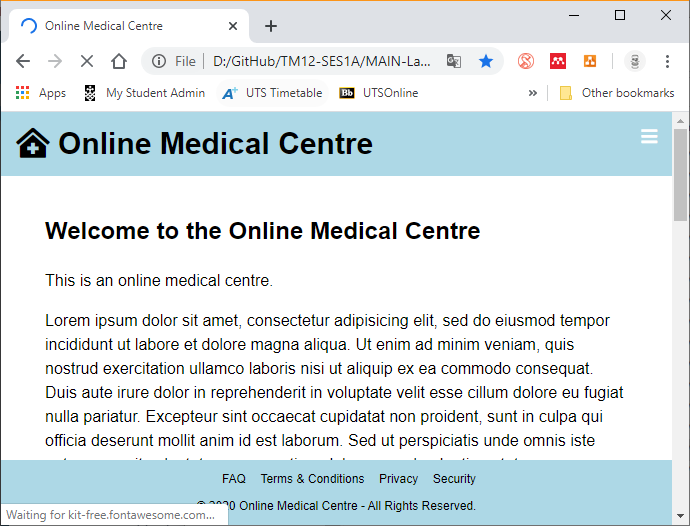 Online Medical Centre
File
D:/GitHub/TM12-SES1A/MAIN-La...
Apps
My Student Admin
UTS Timetable
Bb
UTSOnline
»
Other bookmarks
Online Medical Centre
Welcome to the Online Medical Centre
This is an online medical centre.
Lorem ipsum dolor sit amet, consectetur adipisicing elit, sed do eiusmod tempor
incididunt ut labore et dolore magna aliqua. Ut enim ad minim veniam, quis
nostrud exercitation ullamco laboris nisi ut aliquip ex ea commodo consequat.
Duis aute irure dolor in reprehenderit in voluptate velit esse cillum dolore eu fugiat
nulla pariatur. Excepteur sint occaecat cupidatat non proident, sunt in culpa qui
officia deserunt mollit anim id est laborum. Sed ut perspiciatis unde omnis iste
FAQ Terms & Conditions Privacy Security
© 2020 Online Medical Centre - All Rights Reserved.
Waiting for kit-free.fontawesome.com...